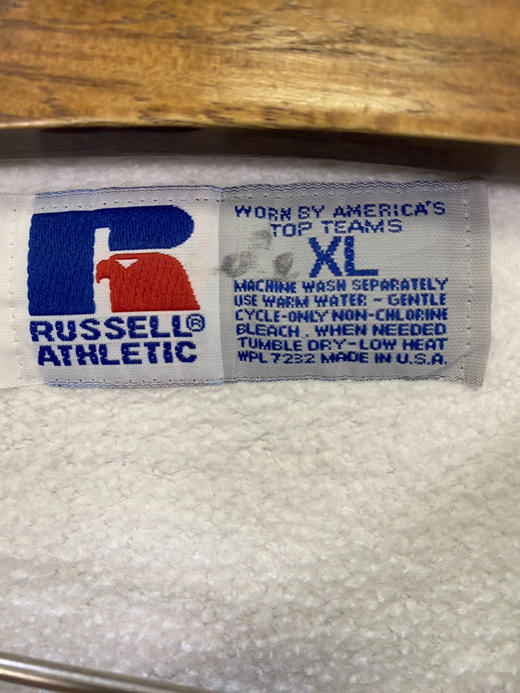 RUSSELL®
ATHLETIC
WORN BY AMERICA'S
TOP TEAMS
XL
MACHINE WASH SEPARATELY
USE WARM WATER - GENTLE
CYCLE-ONLY NON-CHLORINE
BLEACH. WHEN NEEDED
TUMBLE DRY-LOW HEAT
WPL 7232 MADE IN U.S.A.